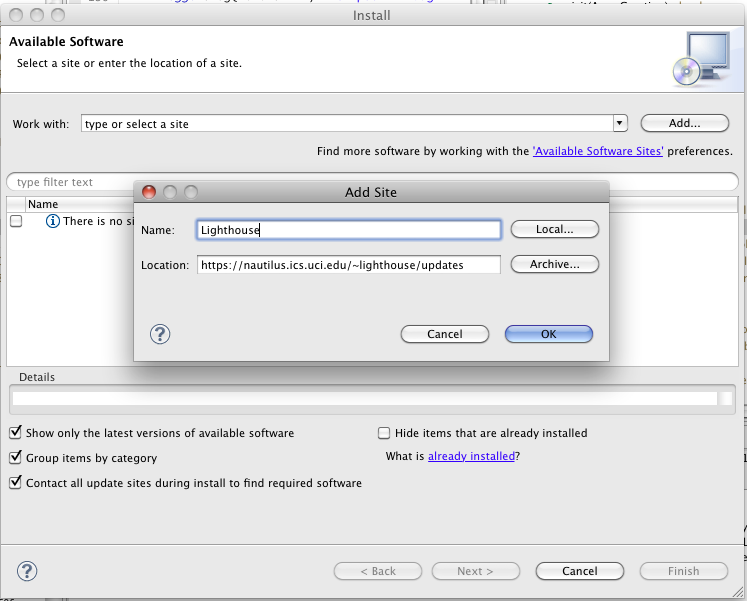 Install
Available Software
Select a site or enter the location of a site.
Work with: type or select a site Add...
Find more software by working with the 'Available Software Sites' preferences.
type filter text
Name
There is no si
Add Site
Name: Lighthouse Local...
Location: https://nautilus.ics.uci.edu/~lighthouse/updates Archive...
? Cancel OK
Details
Show only the latest versions of available software Hide items that are already installed
Group items by category What is already installed?
Contact all update sites during install to find required software
? < Back Next > Cancel Finish